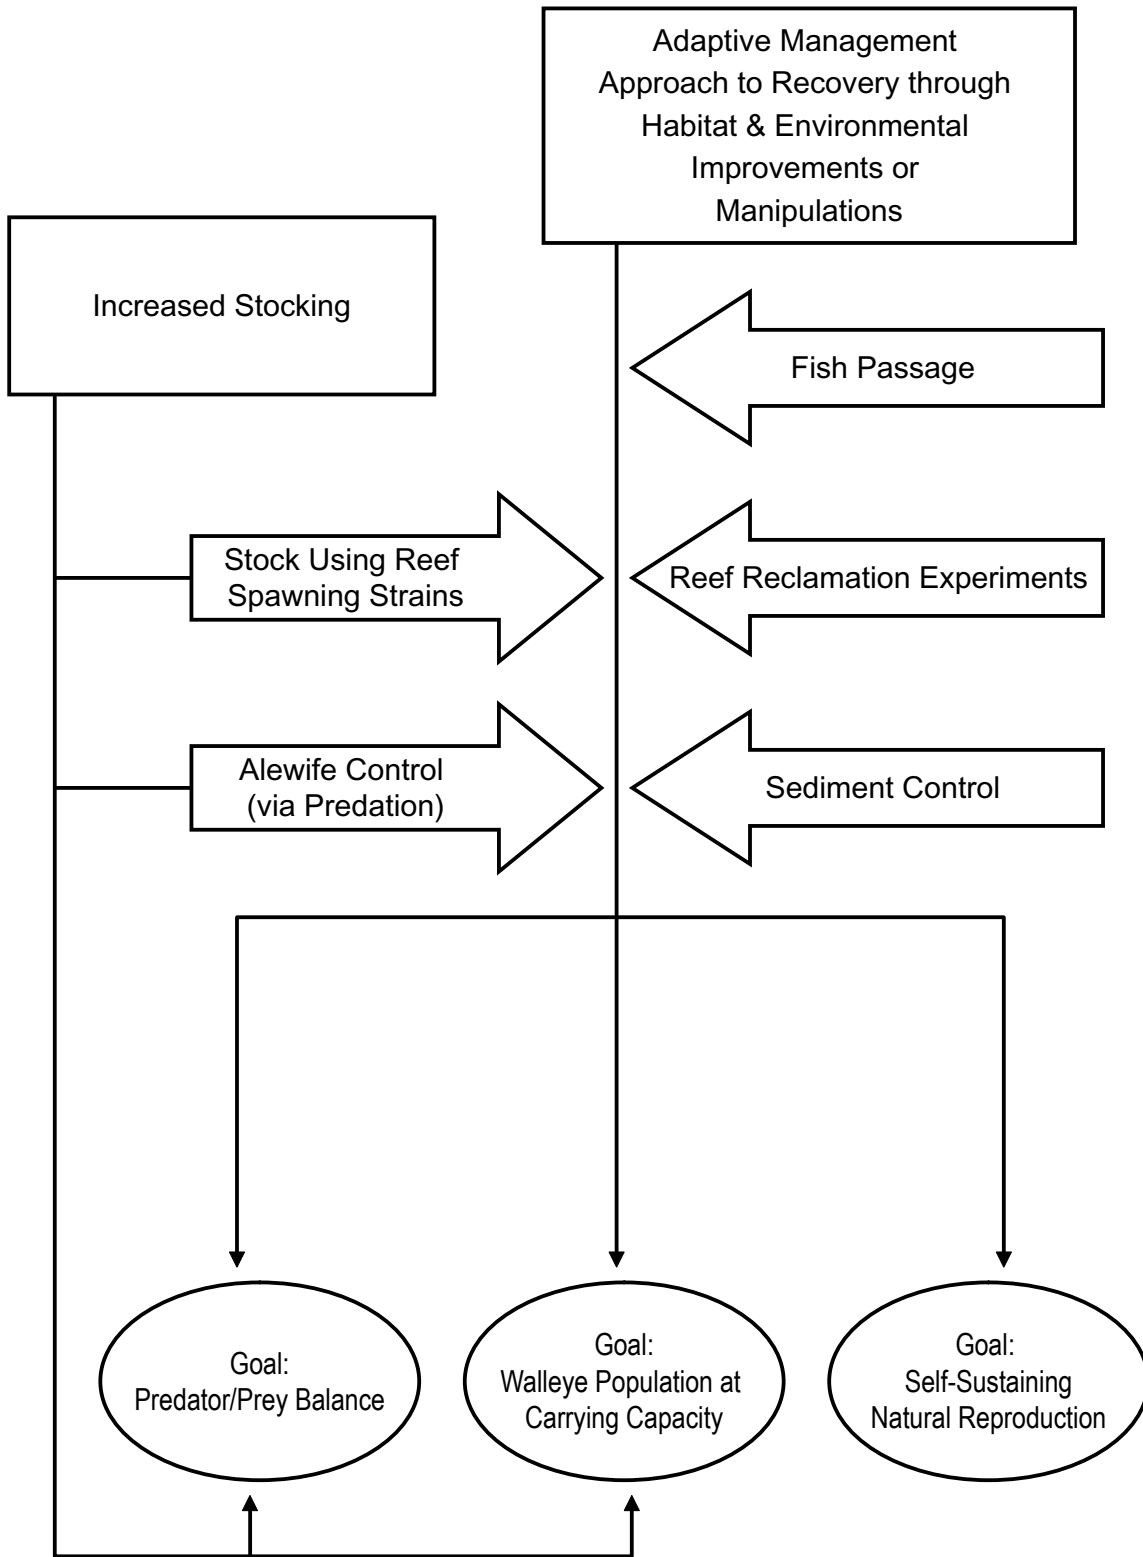 Adaptive Management
Approach to Recovery through
Habitat & Environmental
Improvements or
Manipulations
Increased Stocking
Fish Passage
Stock Using Reef
Spawning Strains
Reef Reclamation Experiments
Alewife Control
(via Predation)
Sediment Control
Goal:
Predator/Prey Balance
Goal:
Walleye Population at
Carrying Capacity
Goal:
Self-Sustaining
Natural Reproduction